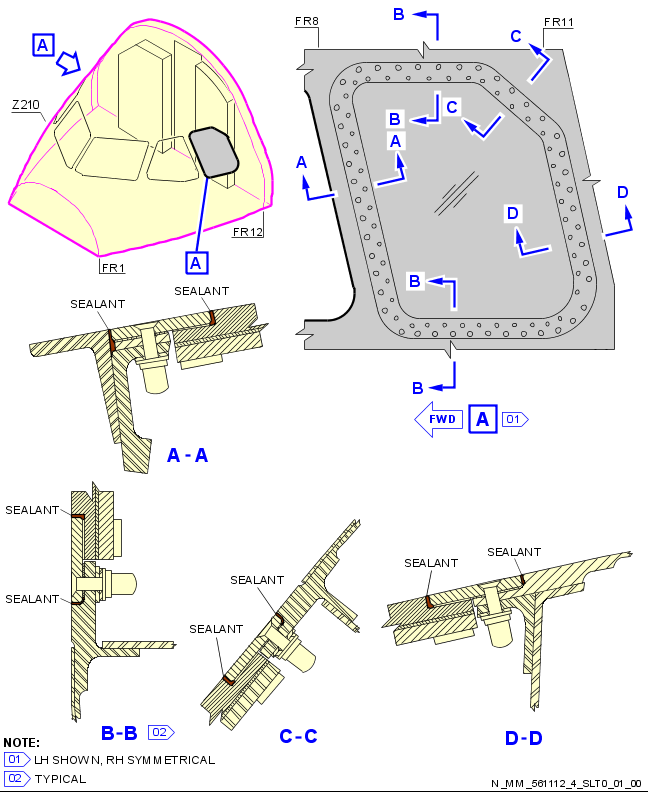 A
Z210
FR1
FR12
A
FR8
FR11
B
C
B
C
A
A
D
D
B
B
FWD A 01
SEALANT
SEALANT
A-A
SEALANT
SEALANT
B-B 02
SEALANT
SEALANT
C-C
SEALANT
SEALANT
D-D
NOTE:
01 LH SHOWN, RH SYMMETRICAL
02 TYPICAL
N_MM_561112_4_SLT0_01_00